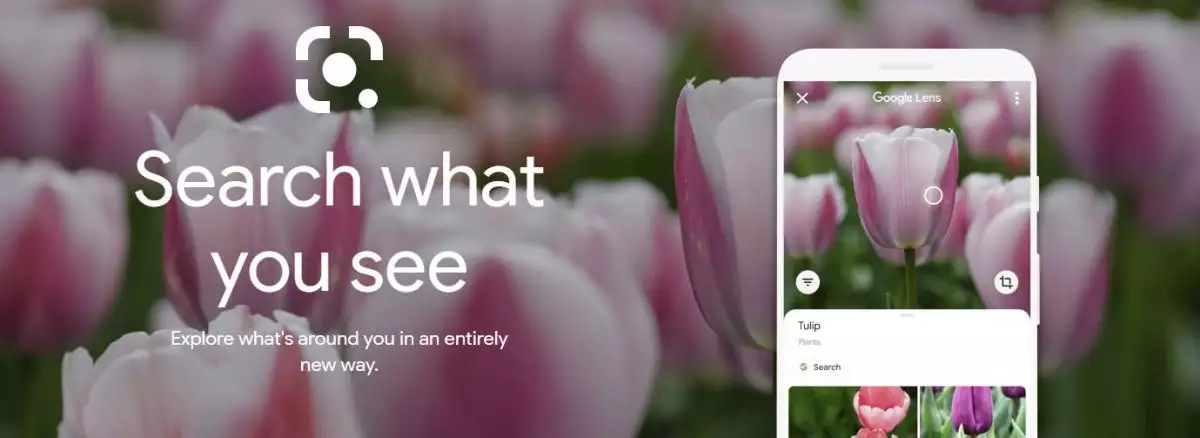 Search what
you see
Explore what's around you in an entirely
new way.
Google Lens
Tulip
Plants
Search